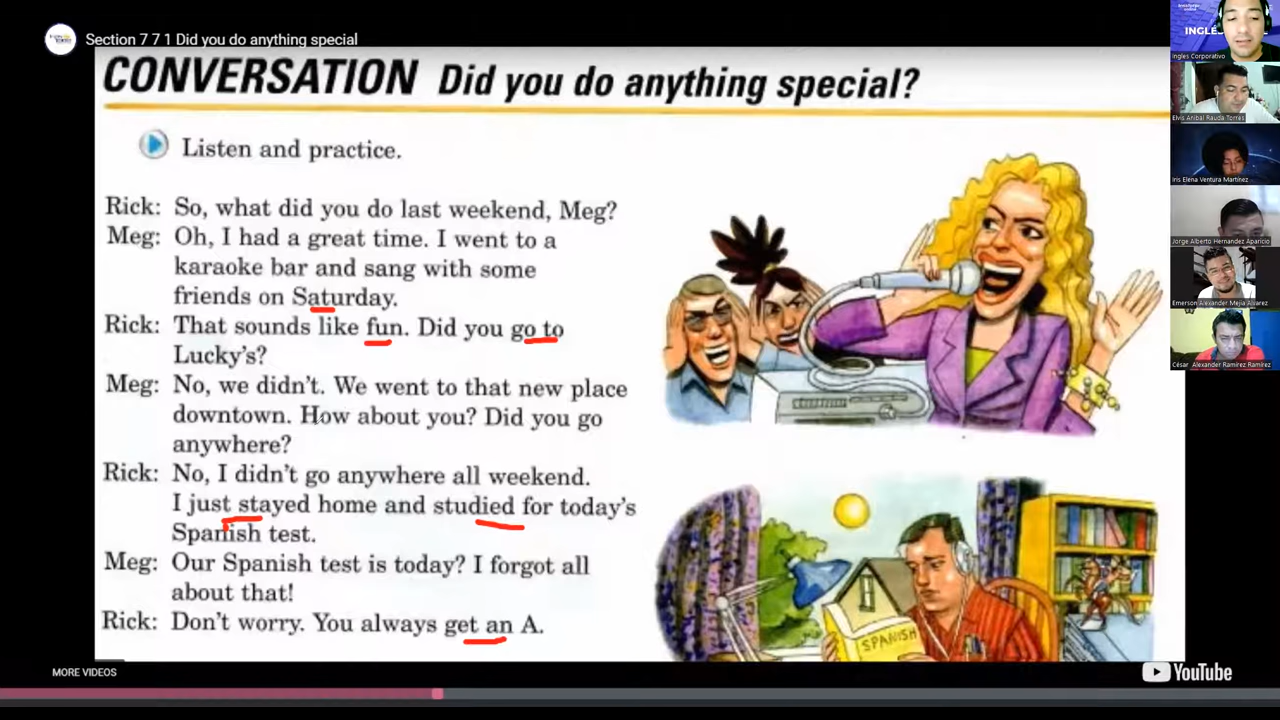 Section 7 7 1 Did you do anything special
CONVERSATION Did you do anything special?
Listen and practice.
Rick: So, what did you do last weekend, Meg?
Meg: Oh, I had a great time. I went to a
karaoke bar and sang with some
friends on Saturday.
Rick: That sounds like fun. Did you go to
Lucky's?
Meg: No, we didn't. We went to that new place
downtown. How about you? Did you go
anywhere?
Rick: No, I didn't go anywhere all weekend.
I just stayed home and studied for today's
Spanish test.
Meg: Our Spanish test is today? I forgot all
about that!
Rick: Don't worry. You always get an A.
SPANISH
MORE VIDEOS
YouTube
INGLÉS
Ingles Corporativo
Elvis Anibal Rauda Torres
Iris Elena Ventura Martínez
Jorge Alberto Hernandez Aparicio
Emerson Alexander Mejia Alvarez
César Alexander Ramirez Ramírez